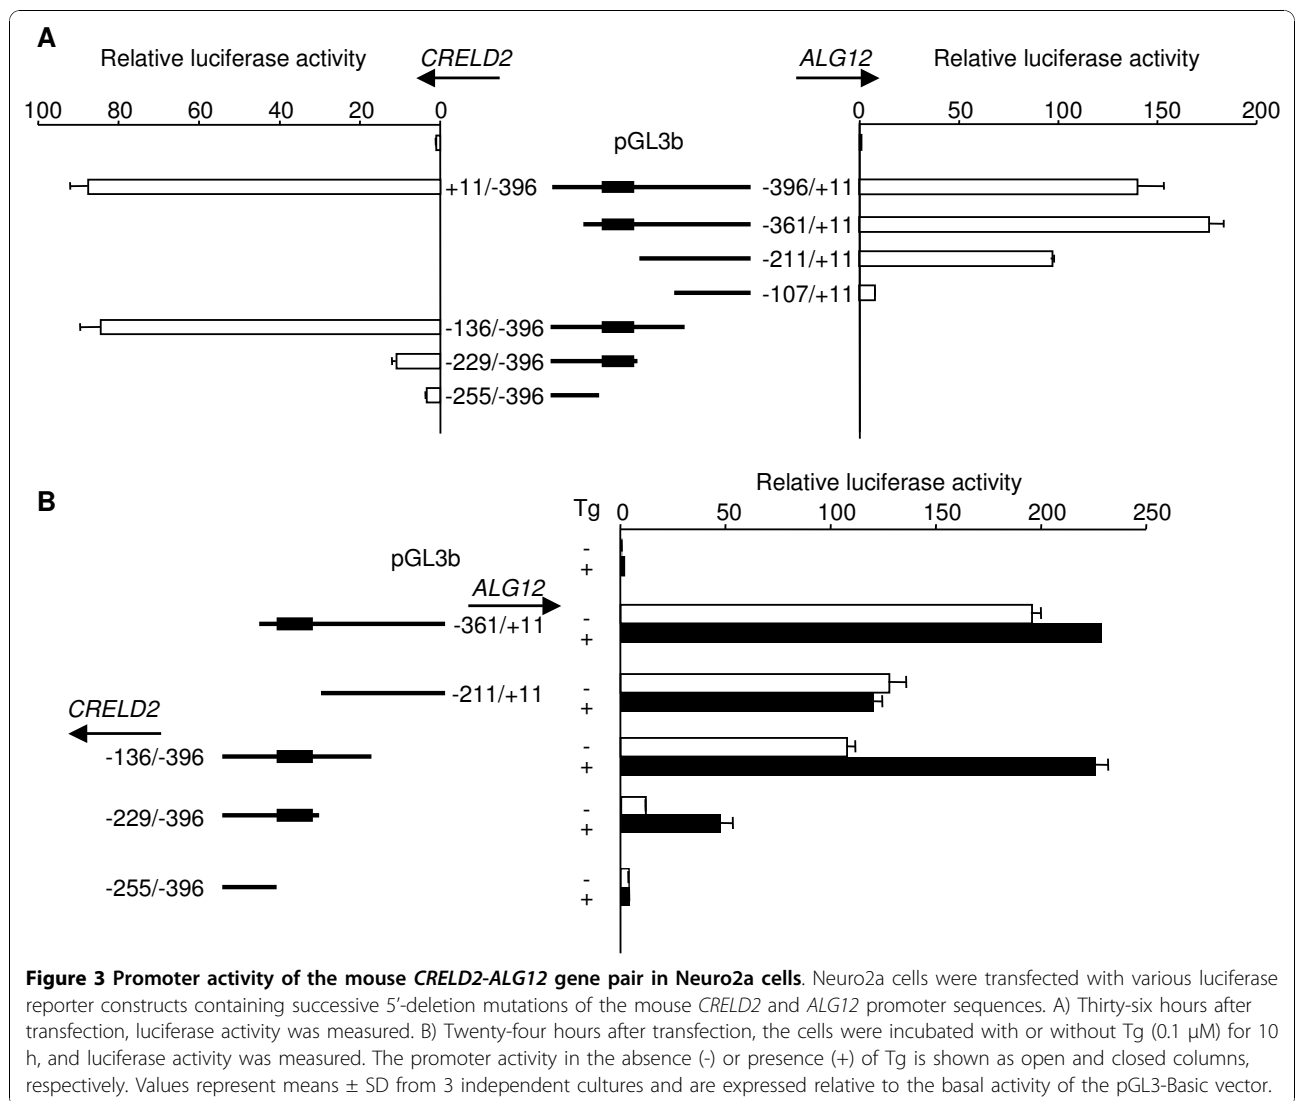 A
Relative luciferase activity
CRELD2
ALG12
Relative luciferase activity
100 80 60 40 20 0
0 50 100 150 200
pGL3b
+11/-396
-396/+11
-361/+11
-211/+11
-107/+11
-136/-396
-229/-396
-255/-396
B
Relative luciferase activity
Tg
0 50 100 150 200 250
pGL3b
-
+
ALG12
-361/+11
-
+
-211/+11
-
+
CRELD2
-136/-396
-
+
-229/-396
-
+
-255/-396
-
+
Figure 3 Promoter activity of the mouse CRELD2-ALG12 gene pair in Neuro2a cells. Neuro2a cells were transfected with various luciferase
reporter constructs containing successive 5′-deletion mutations of the mouse CRELD2 and ALG12 promoter sequences. A) Thirty-six hours after
transfection, luciferase activity was measured. B) Twenty-four hours after transfection, the cells were incubated with or without Tg (0.1 μM) for 10
h, and luciferase activity was measured. The promoter activity in the absence (-) or presence (+) of Tg is shown as open and closed columns,
respectively. Values represent means ± SD from 3 independent cultures and are expressed relative to the basal activity of the pGL3-Basic vector.